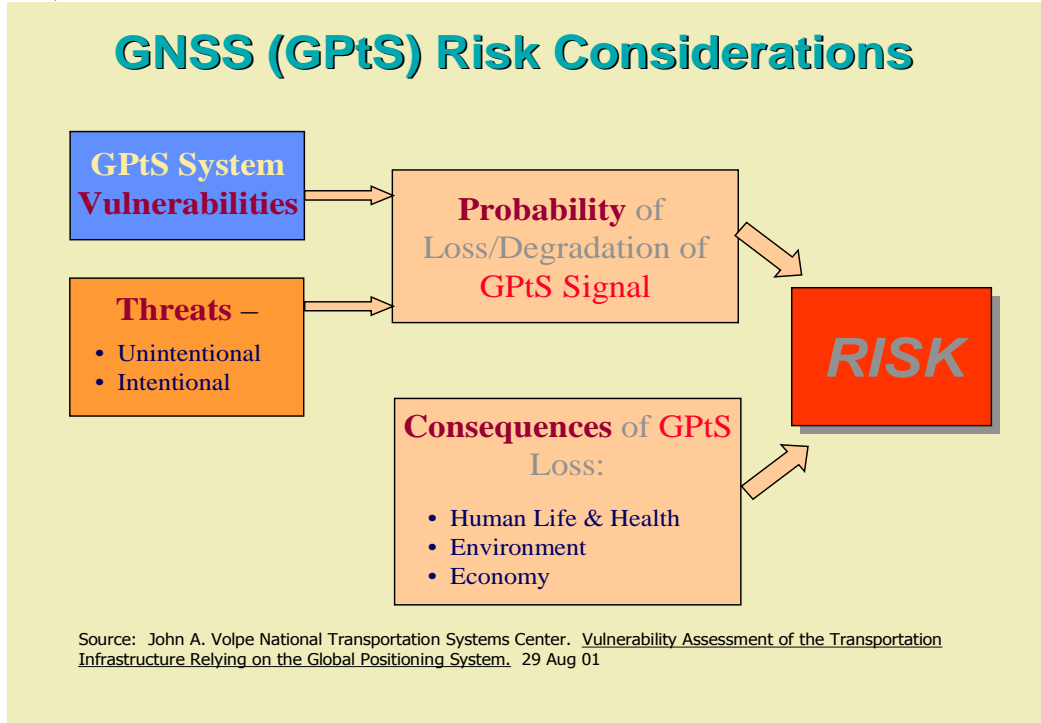 GNSS (GPtS) Risk Considerations
GPtS System
Vulnerabilities
Threats –
• Unintentional
• Intentional
Probability of
Loss/Degradation of
GPtS Signal
Consequences of GPtS
Loss:
• Human Life & Health
• Environment
• Economy
RISK
Source: John A. Volpe National Transportation Systems Center. Vulnerability Assessment of the Transportation
Infrastructure Relying on the Global Positioning System. 29 Aug 01